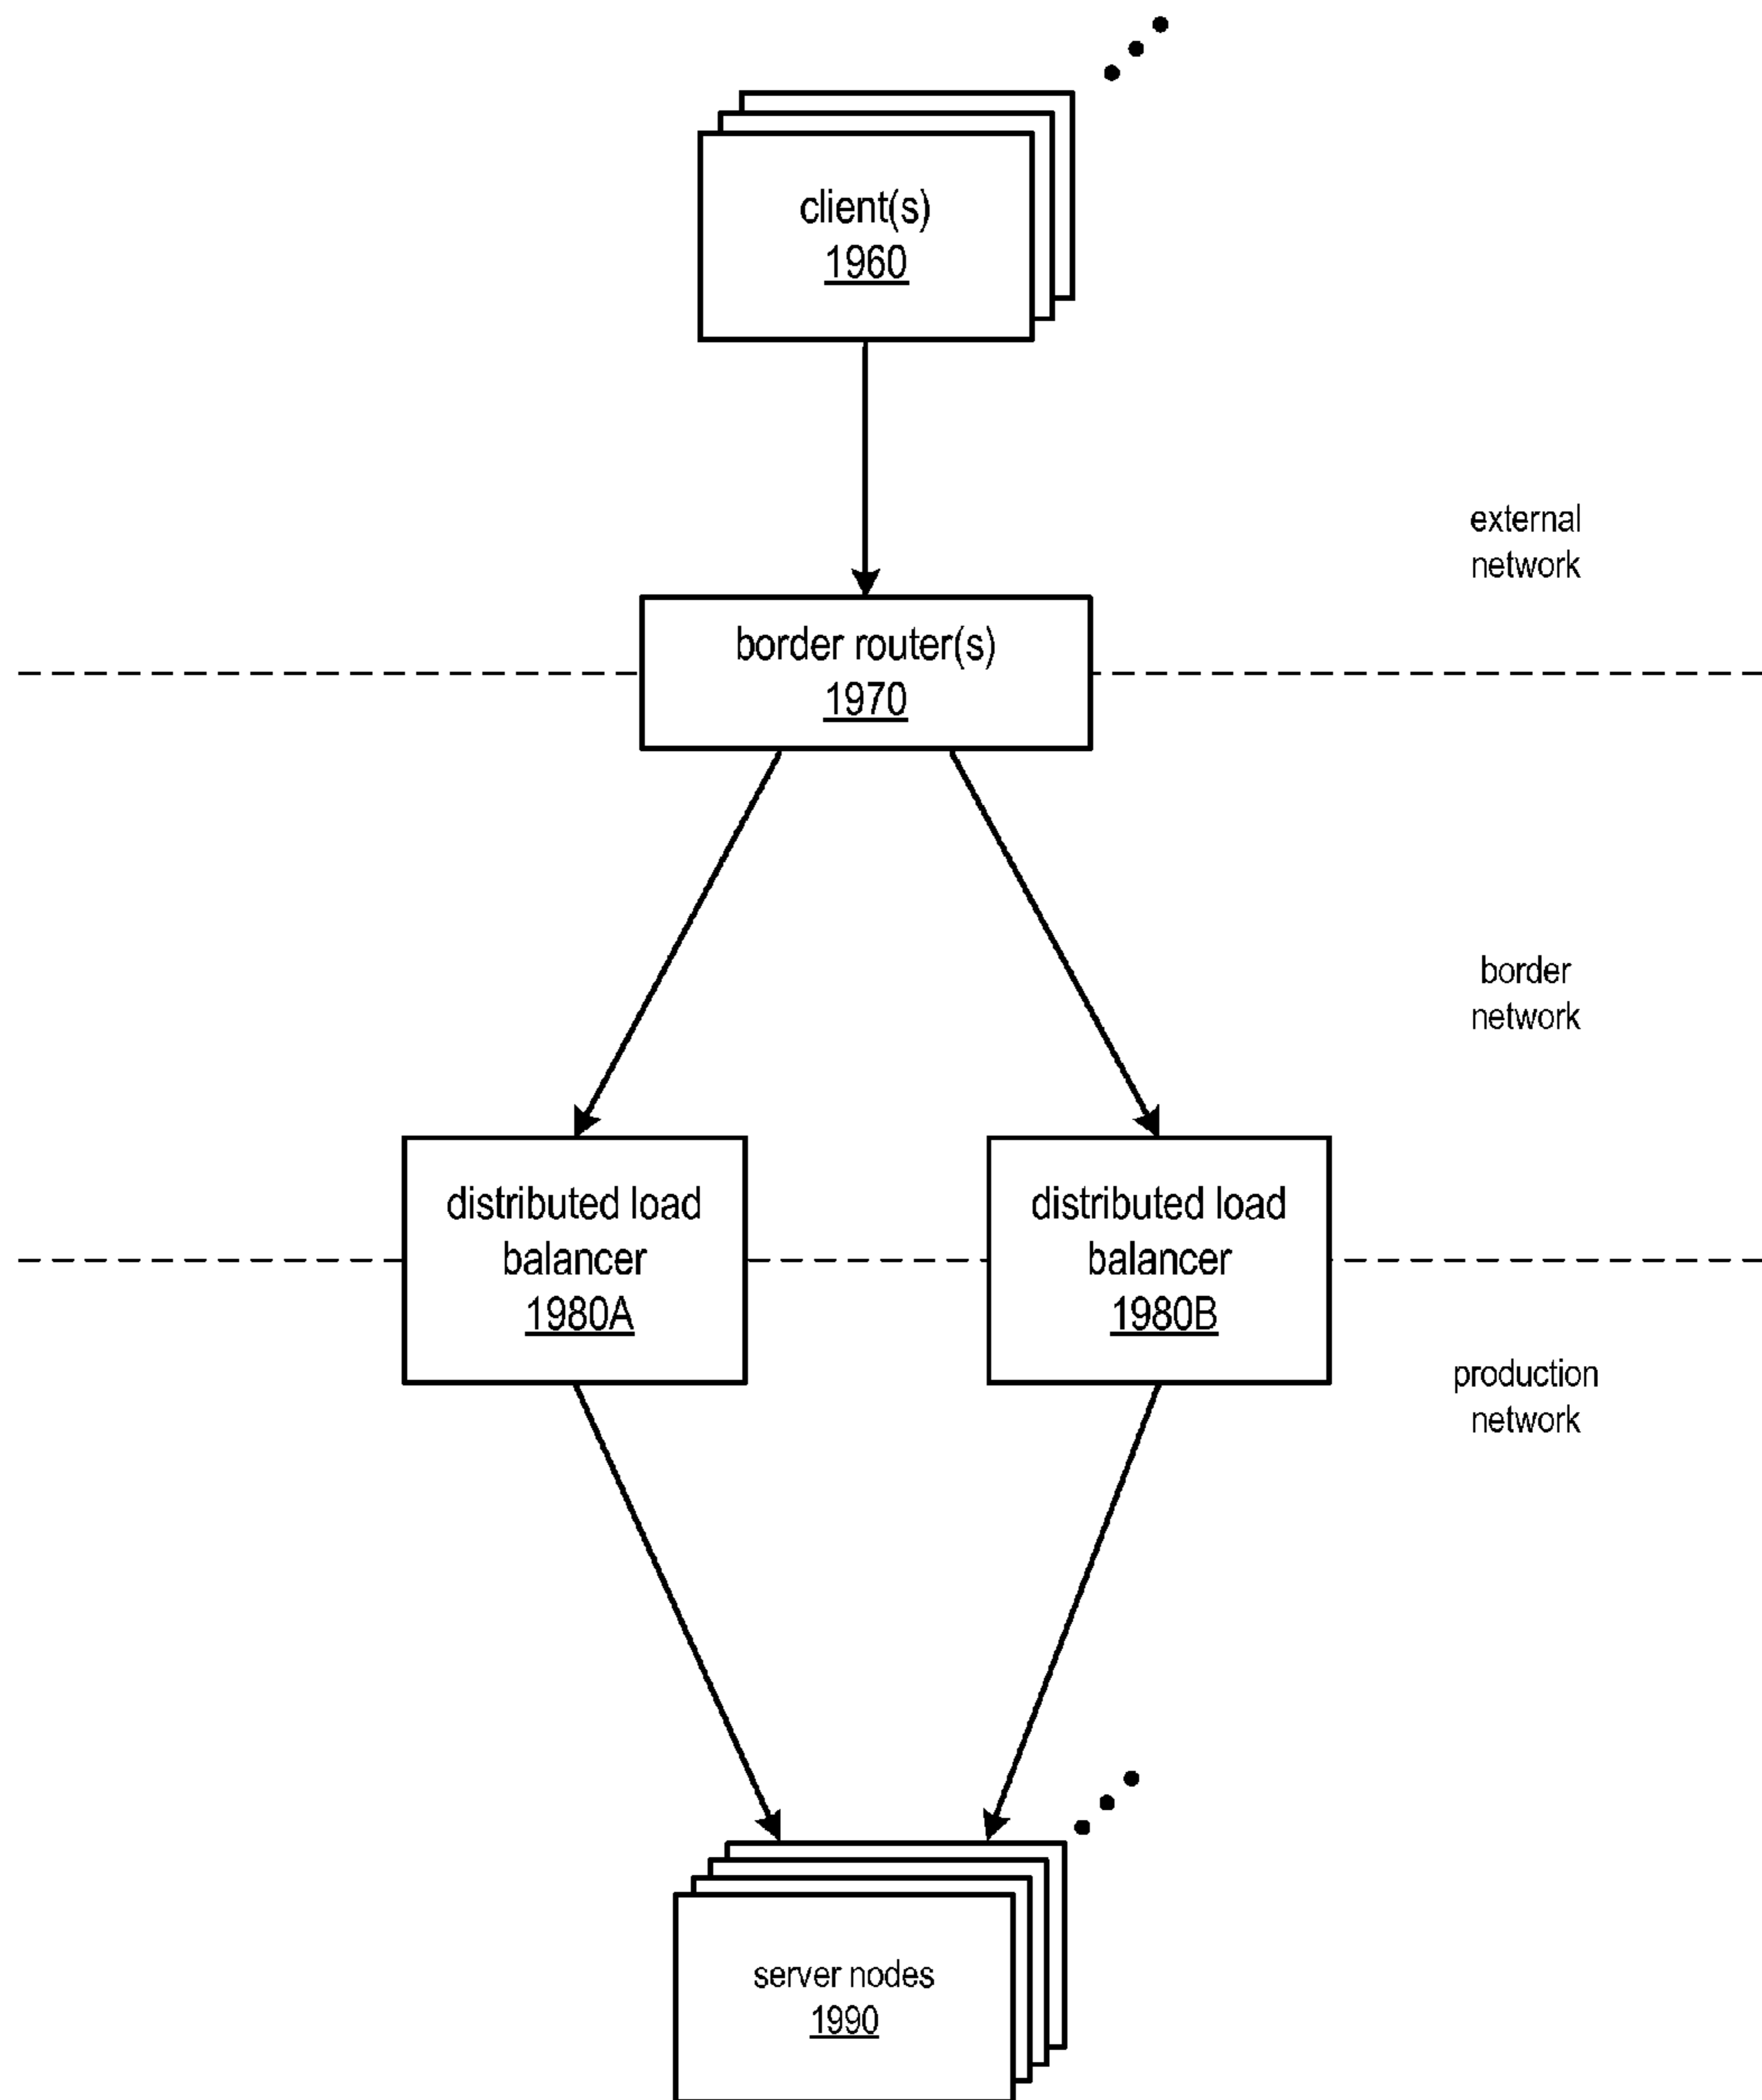 client(s)
1960
external
network
border router(s)
1970
border
network
distributed load
balancer
1980A
distributed load
balancer
1980B
production
network
server nodes
1990